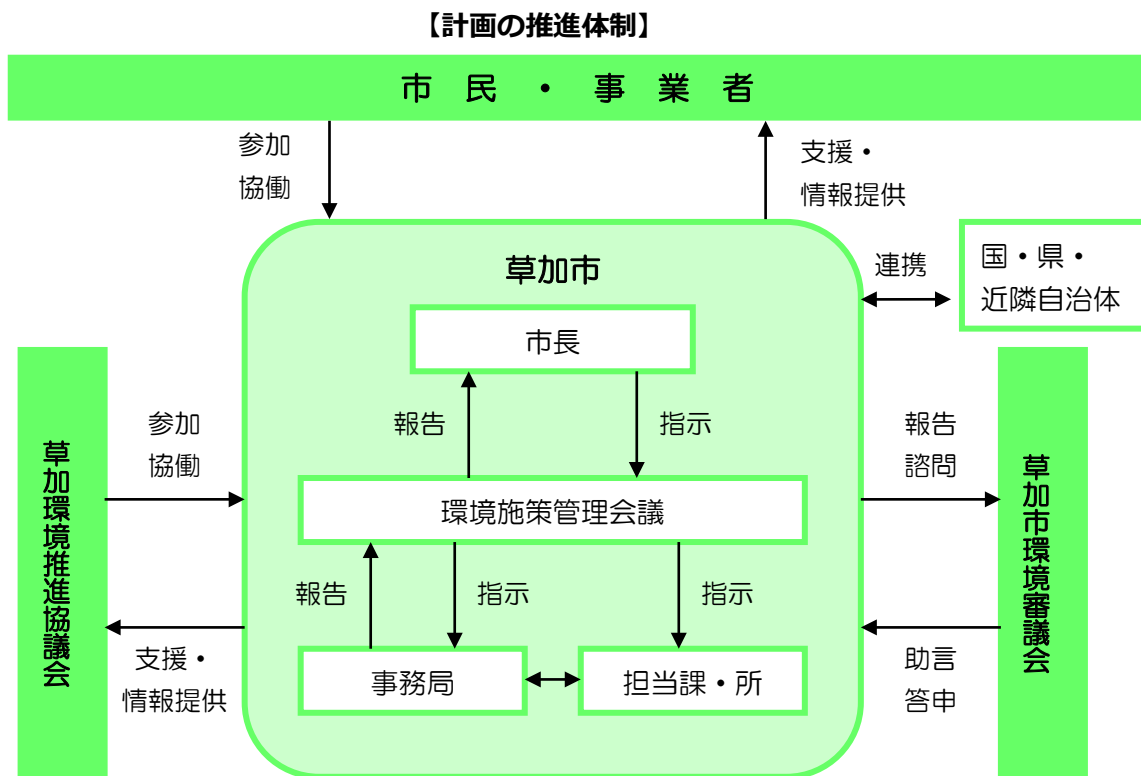 【計画の推進体制】
市民・事業者
参加
協働
支援・
情報提供
草加市
連携
国・県・
近隣自治体
市長
報告
指示
参加
協働
草加環境推進協議会
環境施策管理会議
報告
諮問
草加市環境審議会
報告
指示
指示
支援・
情報提供
事務局
担当課・所
助言
答申